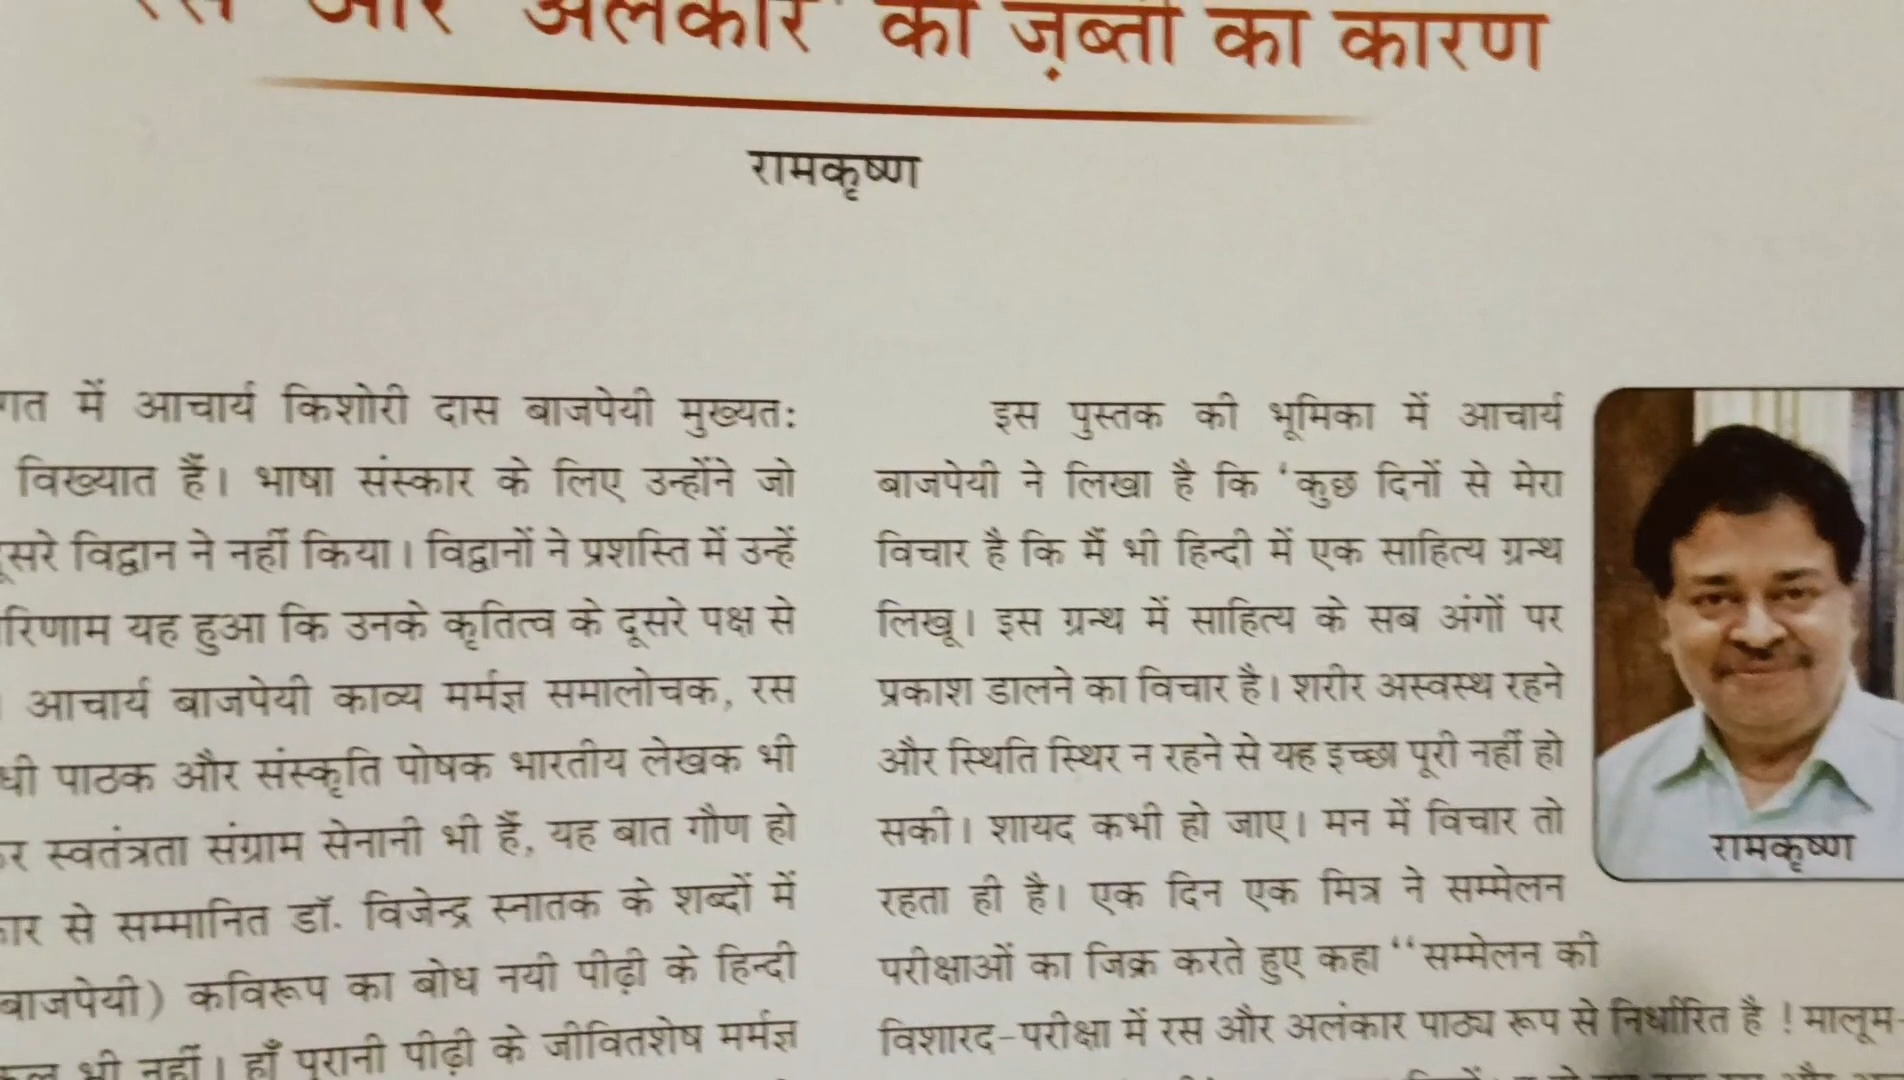 और 'अलंकार' की ज़ब्ती का कारण
रामकृष्ण
में आचार्य किशोरी दास बाजपेयी मुख्यत:
विख्यात हैं। भाषा संस्कार के लिए उन्होंने जो
विद्वान ने नहीं किया। विद्वानों ने प्रशस्ति में उन्हें
यह हुआ कि उनके कृतित्व के दूसरे पक्ष से
आचार्य बाजपेयी काव्य मर्मज्ञ समालोचक, रस
पाठक और संस्कृति पोषक भारतीय लेखक भी
स्वतंत्रता संग्राम सेनानी भी हैं, यह बात गौण हो
से सम्मानित डॉ. विजेन्द्र स्नातक के शब्दों में
बाजपेयी) कविरूप का बोध नयी पीढ़ी के हिन्दी
भी नहीं। हाँ पुरानी पीढ़ी के जीवितशेष मर्मज्ञ
इस पुस्तक की भूमिका में आचार्य
बाजपेयी ने लिखा है कि 'कुछ दिनों से मेरा
विचार है कि मैं भी हिन्दी में एक साहित्य ग्रन्थ
लिखू। इस ग्रन्थ में साहित्य के सब अंगों पर
प्रकाश डालने का विचार है। शरीर अस्वस्थ रहने
और स्थिति स्थिर न रहने से यह इच्छा पूरी नहीं हो
सकी। शायद कभी हो जाए। मन में विचार तो
रहता ही है। एक दिन एक मित्र ने सम्मेलन
परीक्षाओं का जिक्र करते हुए कहा "सम्मेलन की
विशारद-परीक्षा में रस और अलंकार पाठ्य रूप से निर्धारित है ! मालूम
रामकृष्ण